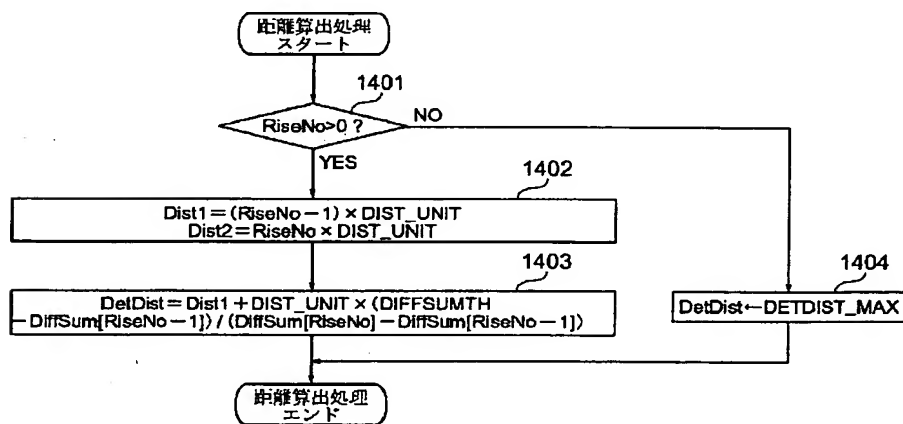 距離算出処理
スタート
1401
RiseNo>0 ?
NO
YES
1402
Dist1=(RiseNo-1)×DIST_UNIT
Dist2=RiseNo×DIST_UNIT
1403
DetDist=Dist1+DIST_UNIT×(DIFFSUMTH
-DiffSum[RiseNo-1])/(DiffSum[RiseNo]-DiffSum[RiseNo-1])
1404
DetDist←DETDIST_MAX
距離算出処理
エンド